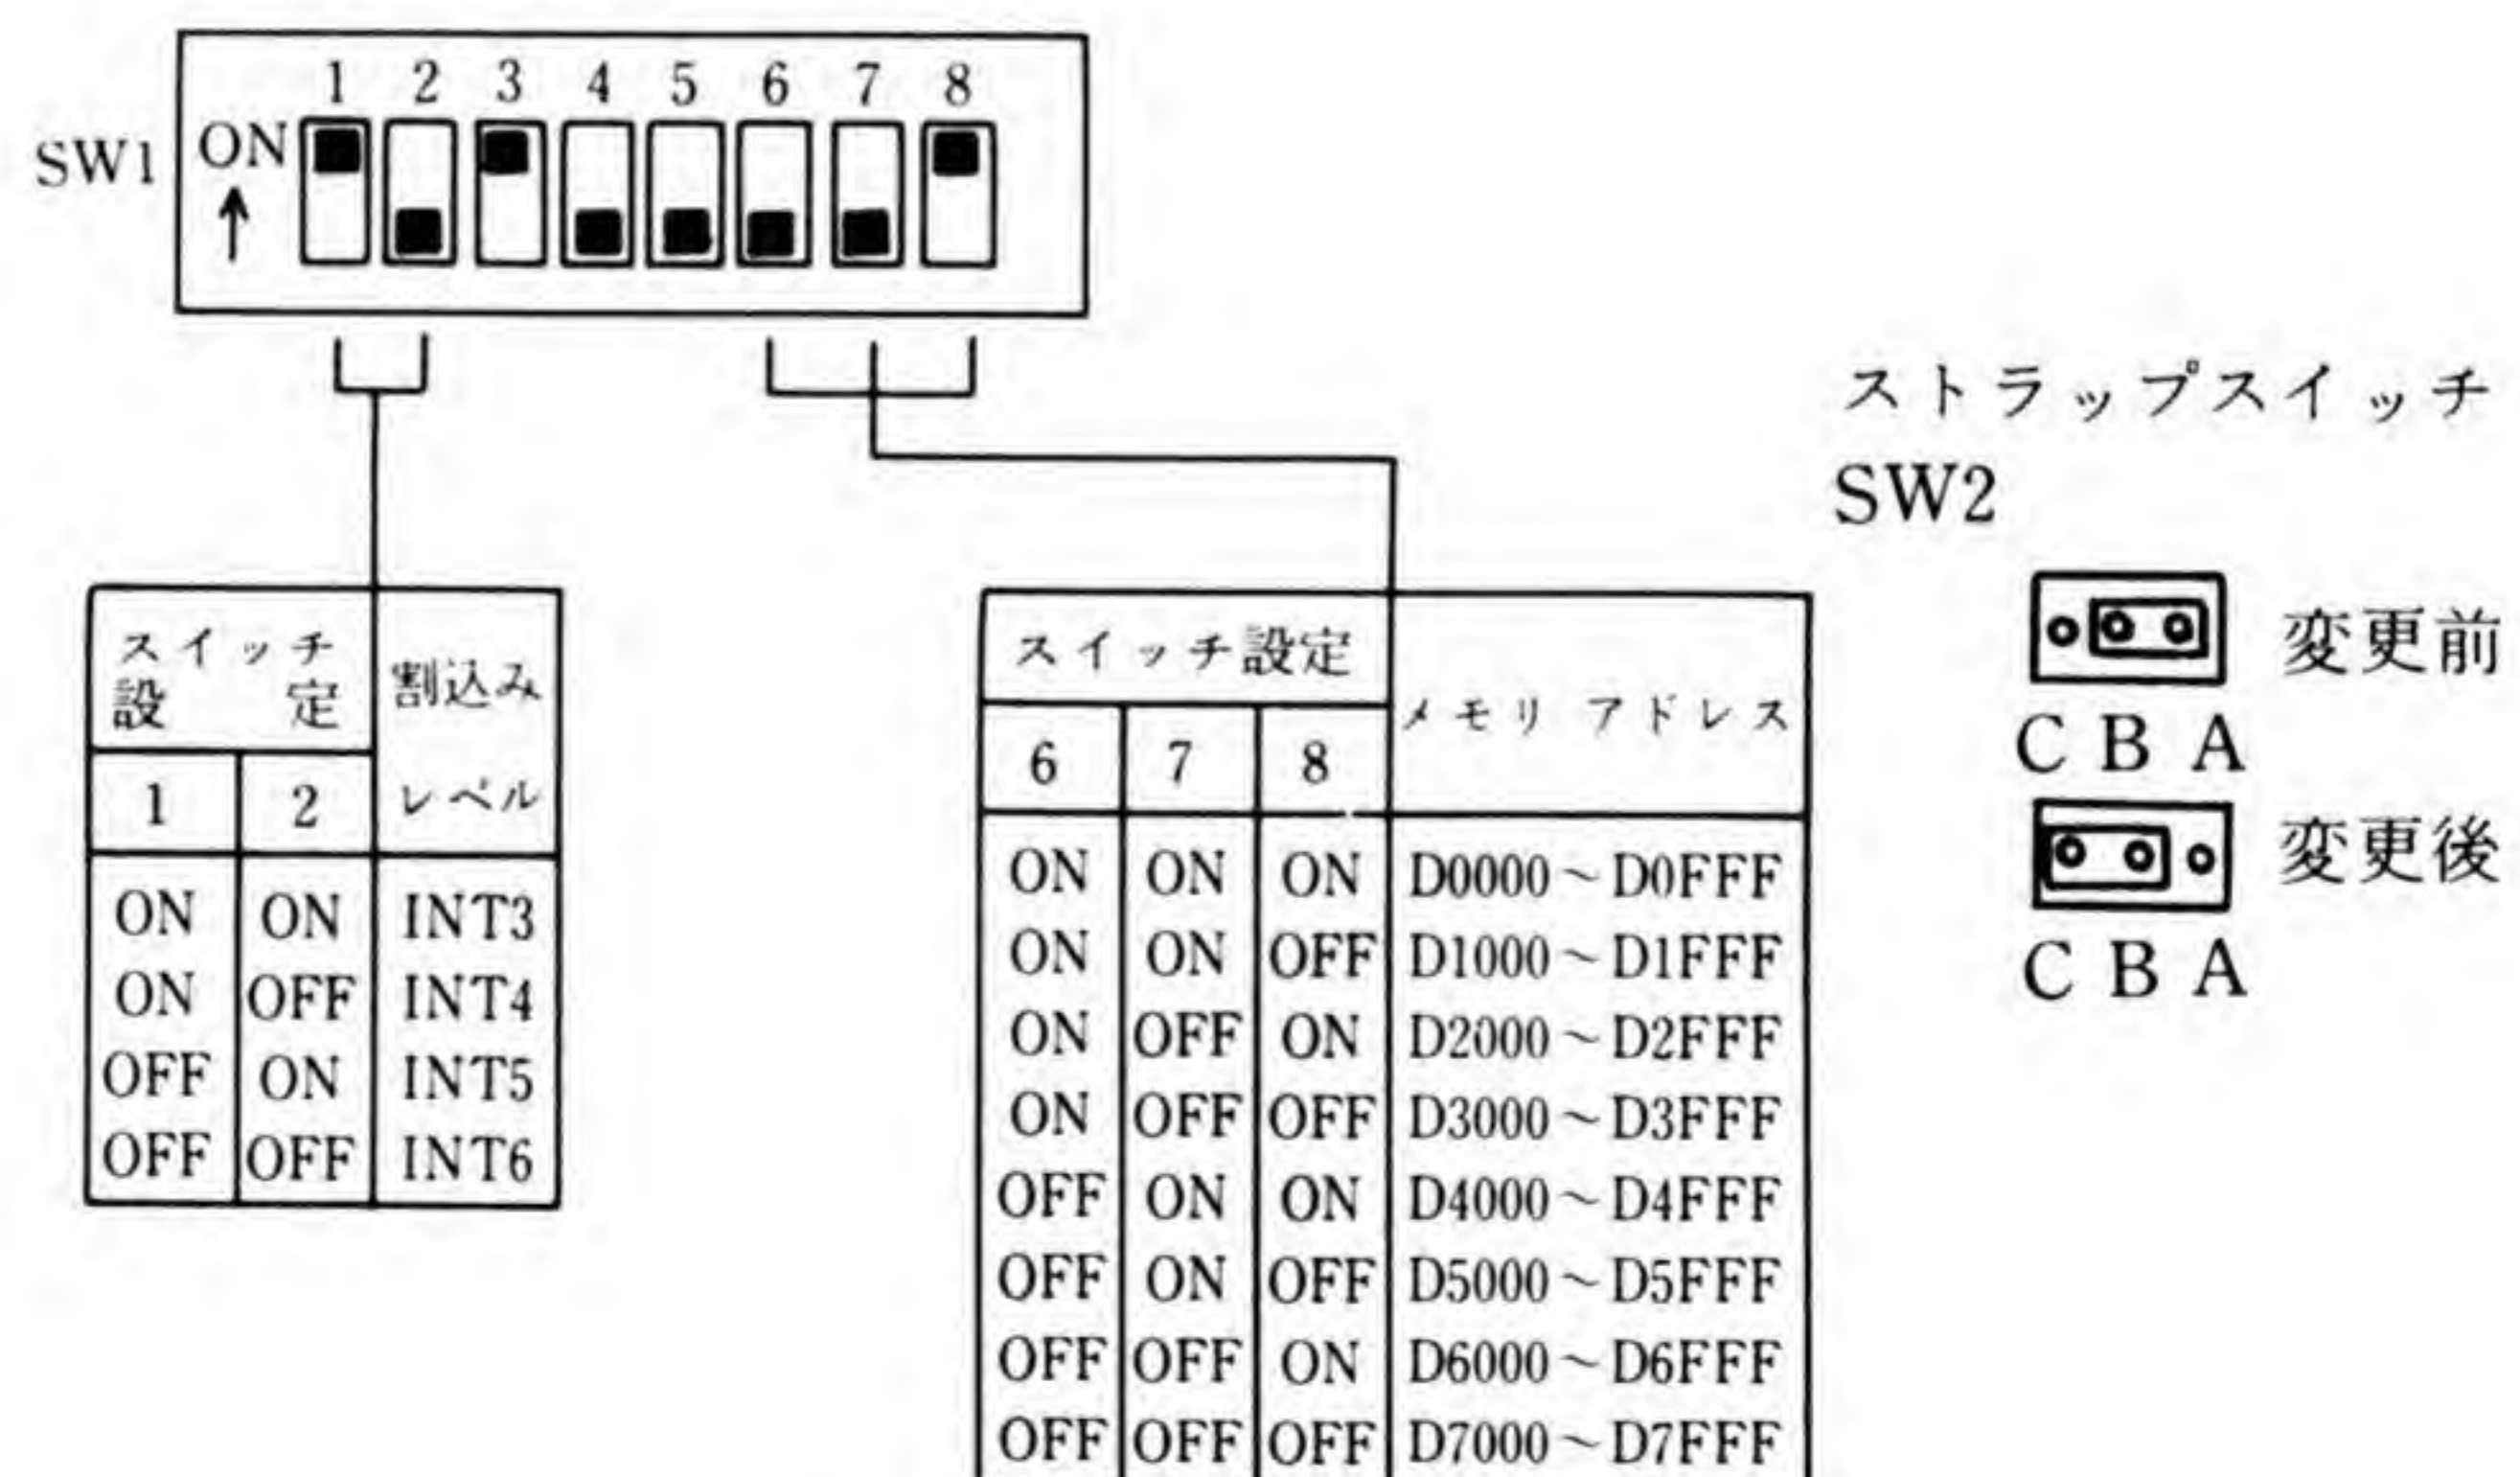 1 2 3 4 5 6 7 8
SW1
ON
↑
スイッチ
設 定
割込み
レベル
1 2
ON ON INT3
ON OFF INT4
OFF ON INT5
OFF OFF INT6
スイッチ設定
メモリ アドレス
6 7 8
ON ON ON D0000～D0FFF
ON ON OFF D1000～D1FFF
ON OFF ON D2000～D2FFF
ON OFF OFF D3000～D3FFF
OFF ON ON D4000～D4FFF
OFF ON OFF D5000～D5FFF
OFF OFF ON D6000～D6FFF
OFF OFF OFF D7000～D7FFF
ストラップスイッチ
SW2
変更前
C B A
変更後
C B A